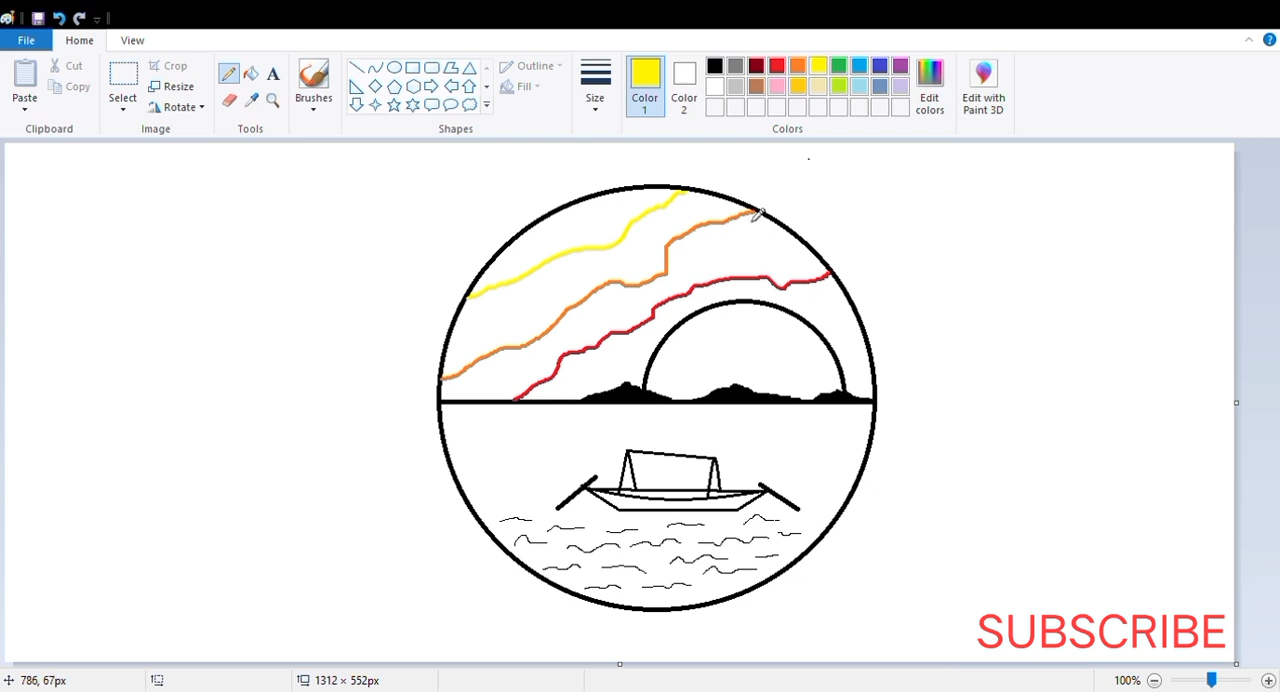 File Home View
Paste Cut Copy
Clipboard
Select Crop Resize Rotate
Image
A
Tools
Brushes
Outline Fill
Shapes
Size
Color 1
Color 2
Edit colors
Colors
Edit with Paint 3D
SUBSCRIBE
786, 67px 1312 × 552px 100%